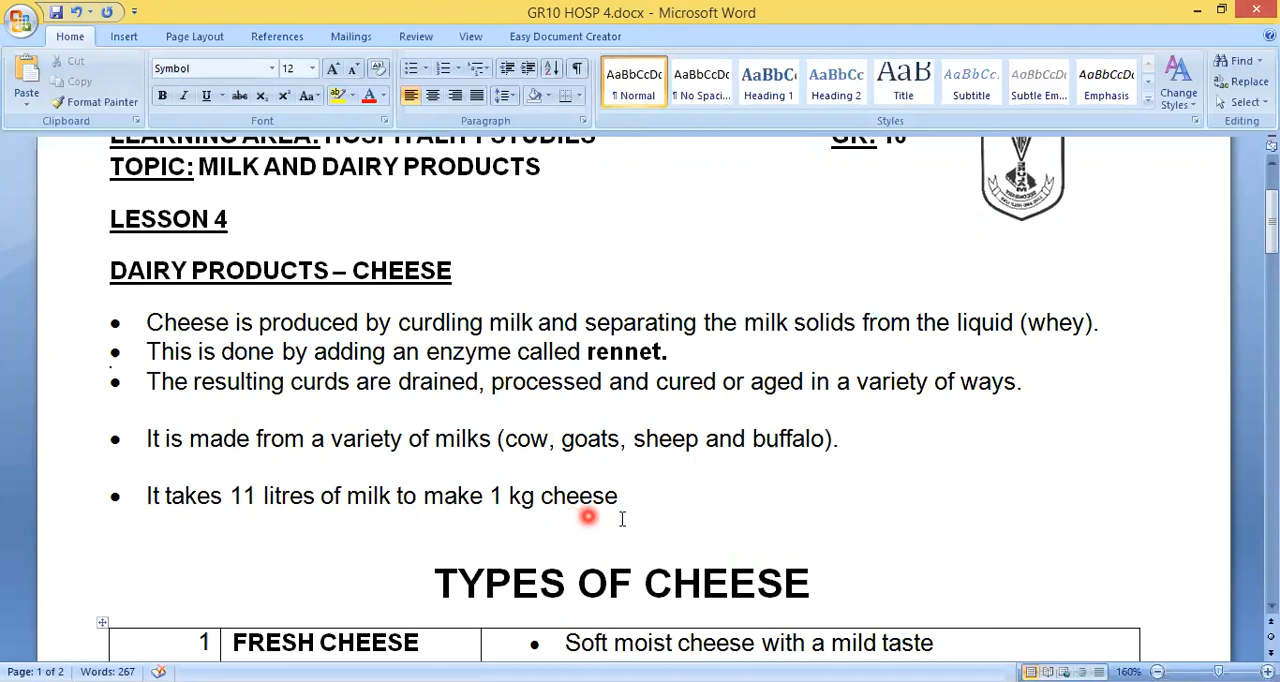 GR10 HOSP 4.docx - Microsoft Word
Home Insert Page Layout References Mailings Review View Easy Document Creator
Paste
Cut
Copy
Format Painter
Clipboard
Symbol 12
Font
Paragraph
AaBbCcDc AaBbCcDc AaBbC AaBbCc AaB AaBbCc. AaBbCcDc AaBbCcDc
¶ Normal ¶ No Spaci... Heading 1 Heading 2 Title Subtitle Subtle Em... Emphasis
Styles
Change
Styles
Find
Replace
Select
Editing
LEARNING AREA: HOSPITALITY STUDIES GR: 10
TOPIC: MILK AND DAIRY PRODUCTS
LESSON 4
DAIRY PRODUCTS – CHEESE
• Cheese is produced by curdling milk and separating the milk solids from the liquid (whey).
• This is done by adding an enzyme called rennet.
• The resulting curds are drained, processed and cured or aged in a variety of ways.
• It is made from a variety of milks (cow, goats, sheep and buffalo).
• It takes 11 litres of milk to make 1 kg cheese
TYPES OF CHEESE
1 FRESH CHEESE • Soft moist cheese with a mild taste
Page: 1 of 2 Words: 267 160%